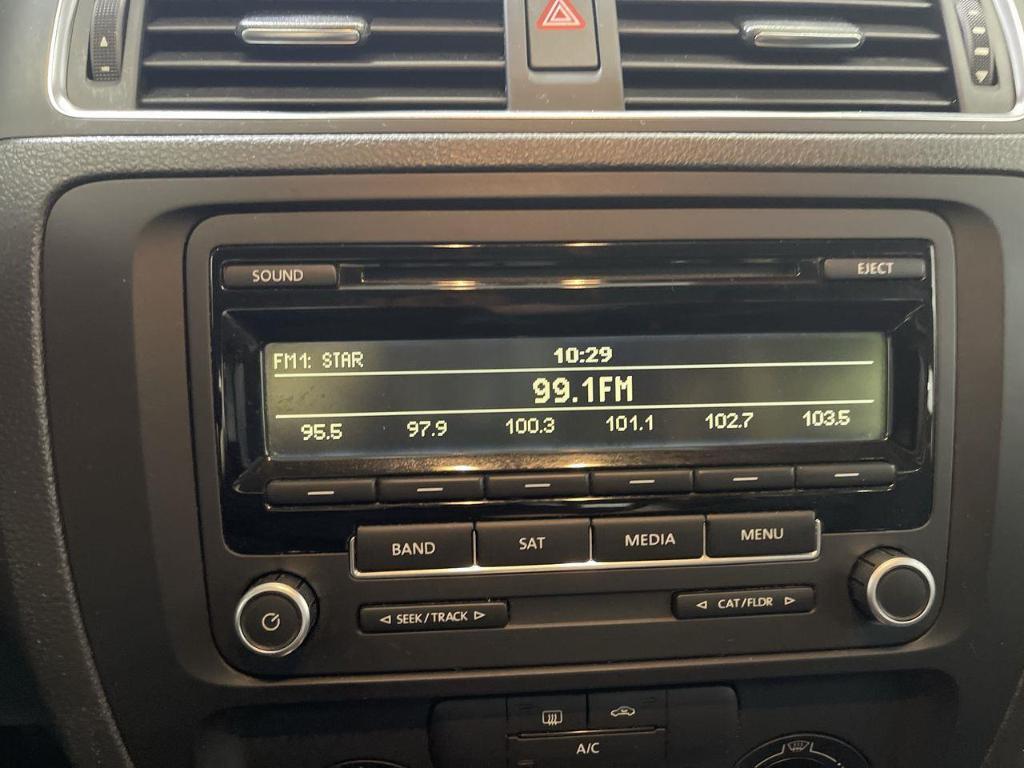 SOUND EJECT
FM1: STAR 10:29
99.1FM
95.5 97.9 100.3 101.1 102.7 103.5
BAND SAT MEDIA MENU
SEEK/TRACK CAT/FLDR
A/C